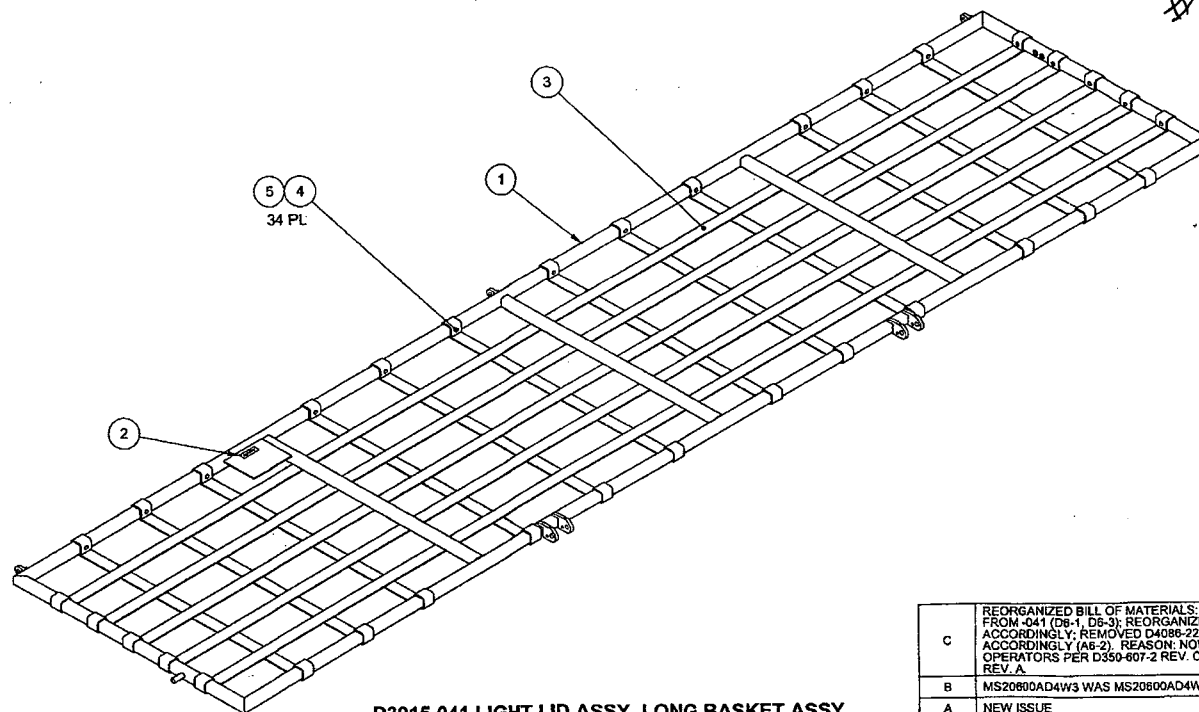 3
1
5 4
34 PL
2
D3915-041 LIGHT LID ASSY, LONG BASKET ASSY
C
REORGANIZED BILL OF MATERIALS:
FROM -041 (D6-1, D6-3); REORGANIZ
ACCORDINGLY; REMOVED D4086-22
ACCORDINGLY (A6-2). REASON: NO
OPERATORS PER D350-607-2 REV. C
REV. A.
B MS20600AD4W3 WAS MS20600AD4W
A NEW ISSUE